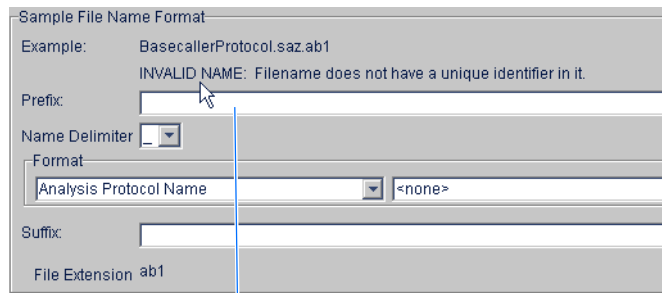 Sample File Name Format
Example: BasecallerProtocol.saz.ab1
INVALID NAME: Filename does not have a unique identifier in it.
Prefix:
Name Delimiter _
Format
Analysis Protocol Name <none>
Suffix:
File Extension ab1